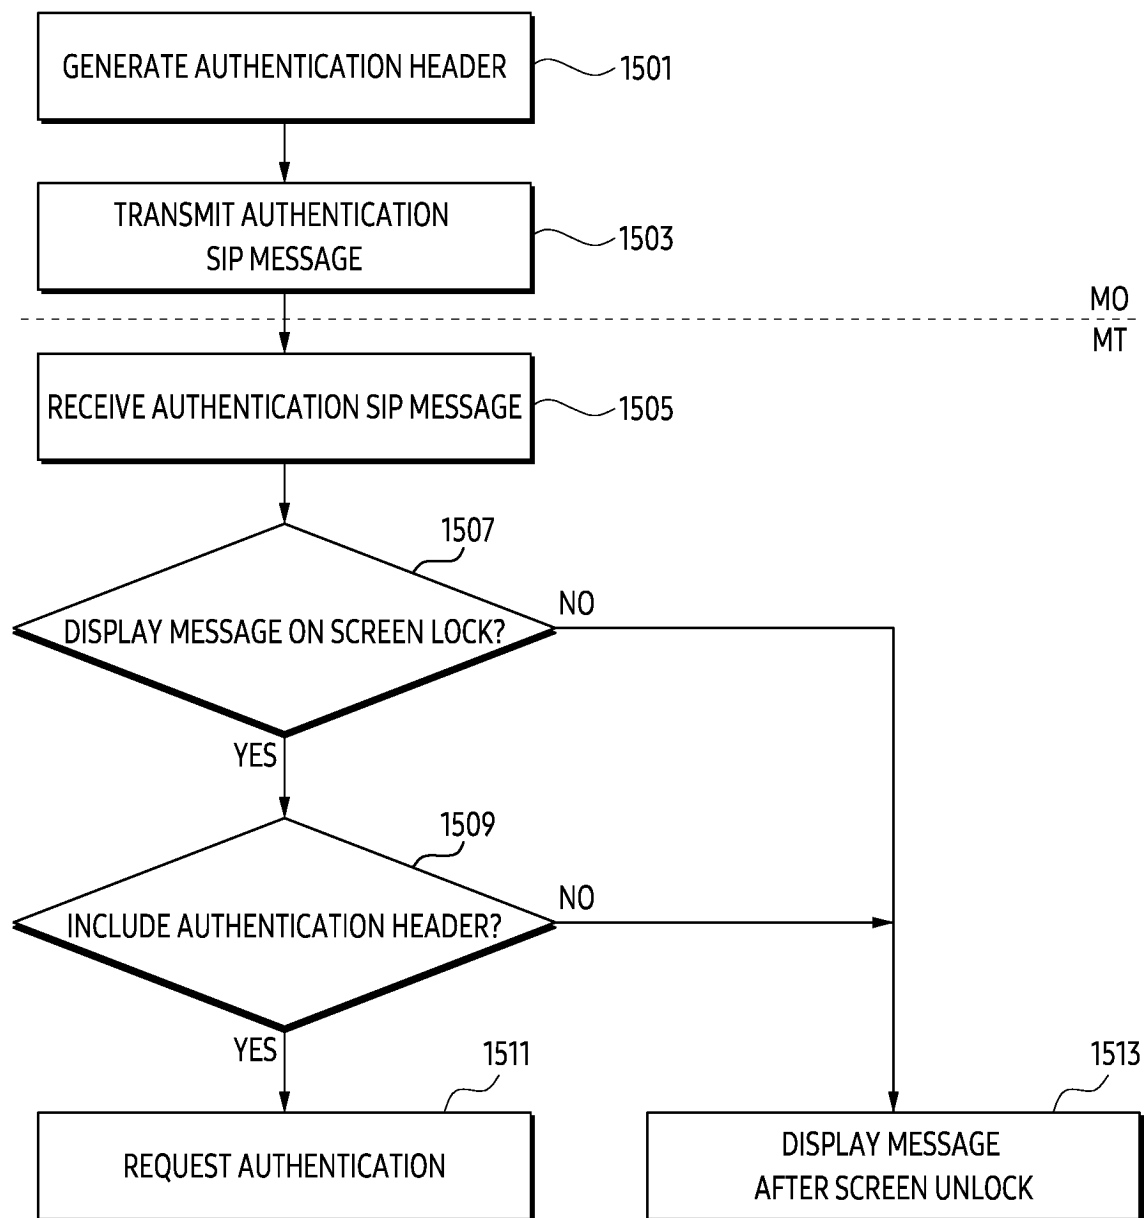 GENERATE AUTHENTICATION HEADER
1501
TRANSMIT AUTHENTICATION
SIP MESSAGE
1503
MO
MT
RECEIVE AUTHENTICATION SIP MESSAGE
1505
1507
DISPLAY MESSAGE ON SCREEN LOCK?
NO
YES
1509
INCLUDE AUTHENTICATION HEADER?
NO
YES
1511
REQUEST AUTHENTICATION
1513
DISPLAY MESSAGE
AFTER SCREEN UNLOCK